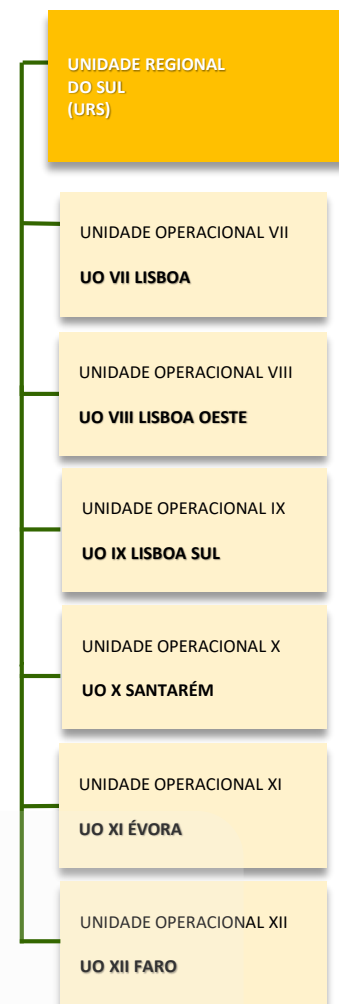 UNIDADE REGIONAL
DO SUL
(URS)
UNIDADE OPERACIONAL VII
UO VII LISBOA
UNIDADE OPERACIONAL VIII
UO VIII LISBOA OESTE
UNIDADE OPERACIONAL IX
UO IX LISBOA SUL
UNIDADE OPERACIONAL X
UO X SANTARÉM
UNIDADE OPERACIONAL XI
UO XI ÉVORA
UNIDADE OPERACIONAL XII
UO XII FARO